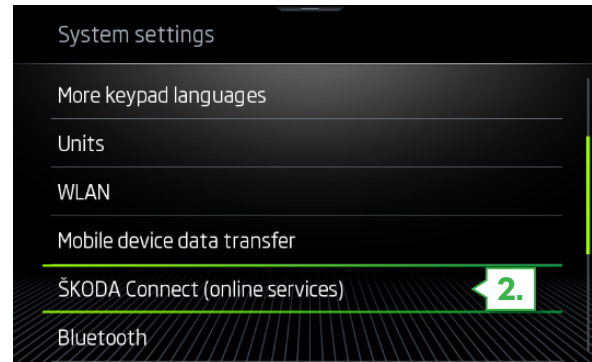 System settings
More keypad languages
Units
WLAN
Mobile device data transfer
ŠKODA Connect (online services)
2.
Bluetooth